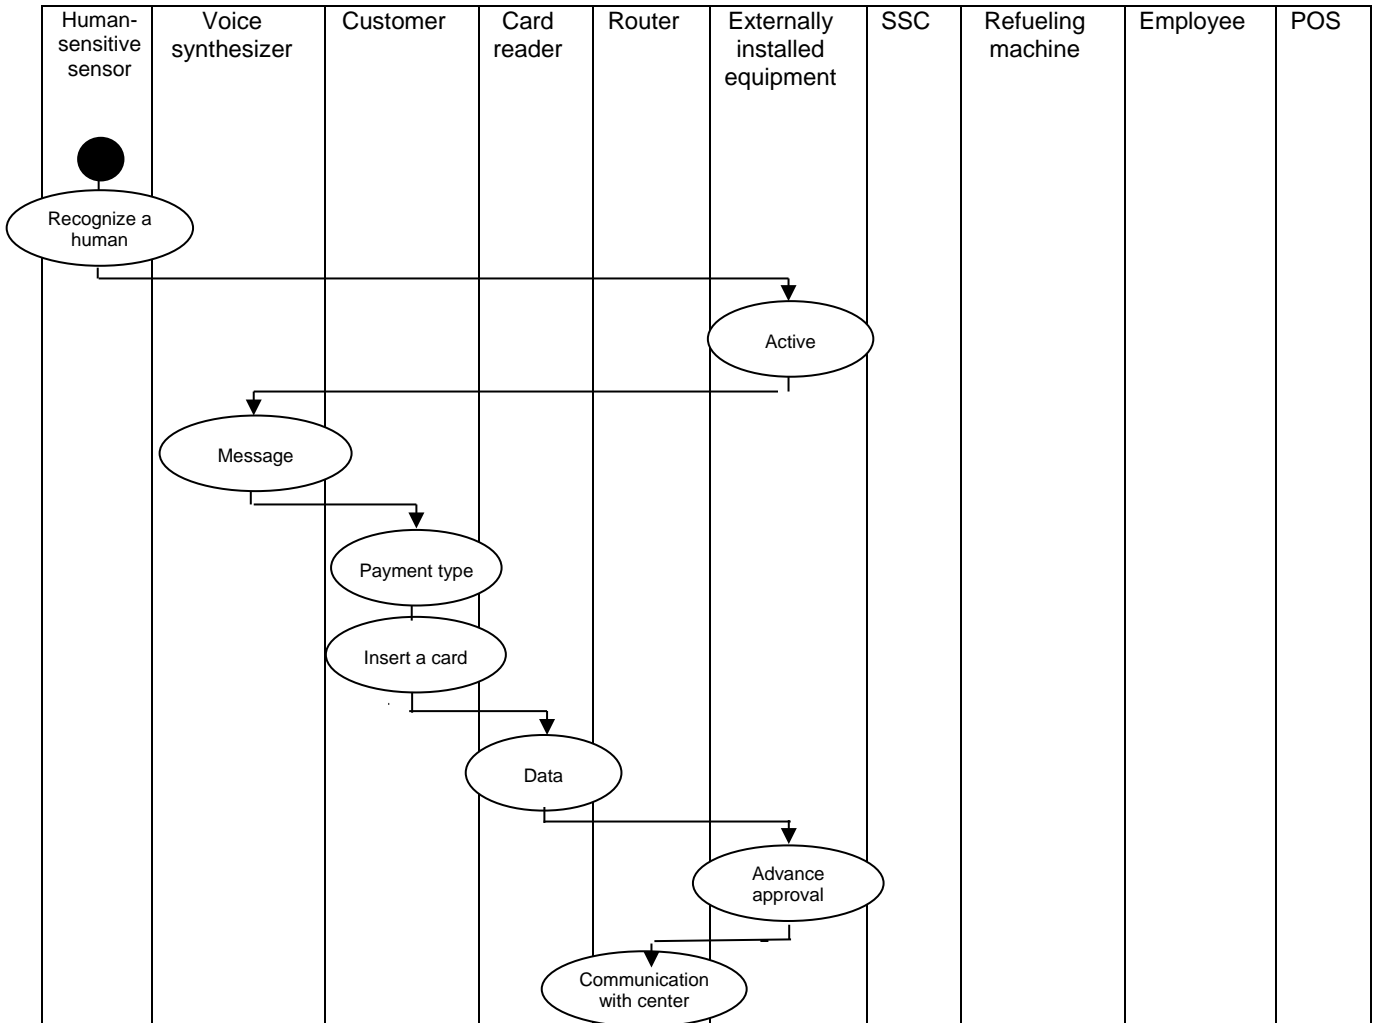 Human-
sensitive
sensor
Voice
synthesizer
Customer
Card
reader
Router
Externally
installed
equipment
SSC
Refueling
machine
Employee
POS
Recognize a
human
Active
Message
Payment type
Insert a card
Data
Advance
approval
Communication
with center